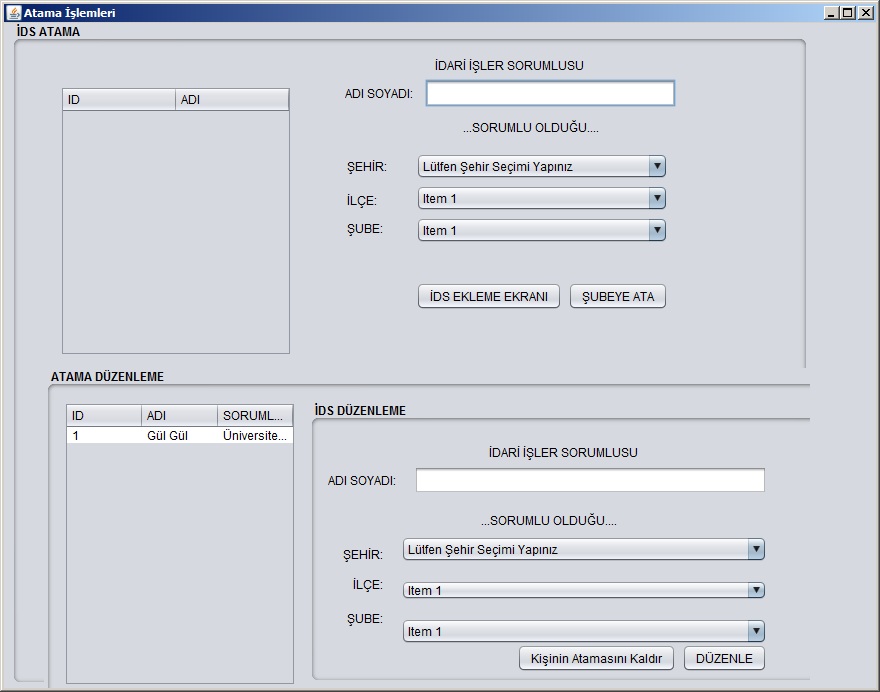 Atama İşlemleri
İDS ATAMA
İDARİ İŞLER SORUMLUSU
ID ADI
ADI SOYADI:
...SORUMLU OLDUĞU....
ŞEHİR: Lütfen Şehir Seçimi Yapınız
İLÇE: Item 1
ŞUBE: Item 1
İDS EKLEME EKRANI ŞUBEYE ATA
ATAMA DÜZENLEME
ID ADI SORUML...
1 Gül Gül Üniversite...
İDS DÜZENLEME
İDARİ İŞLER SORUMLUSU
ADI SOYADI:
...SORUMLU OLDUĞU....
ŞEHİR: Lütfen Şehir Seçimi Yapınız
İLÇE: Item 1
ŞUBE: Item 1
Kişinin Atamasını Kaldır DÜZENLE